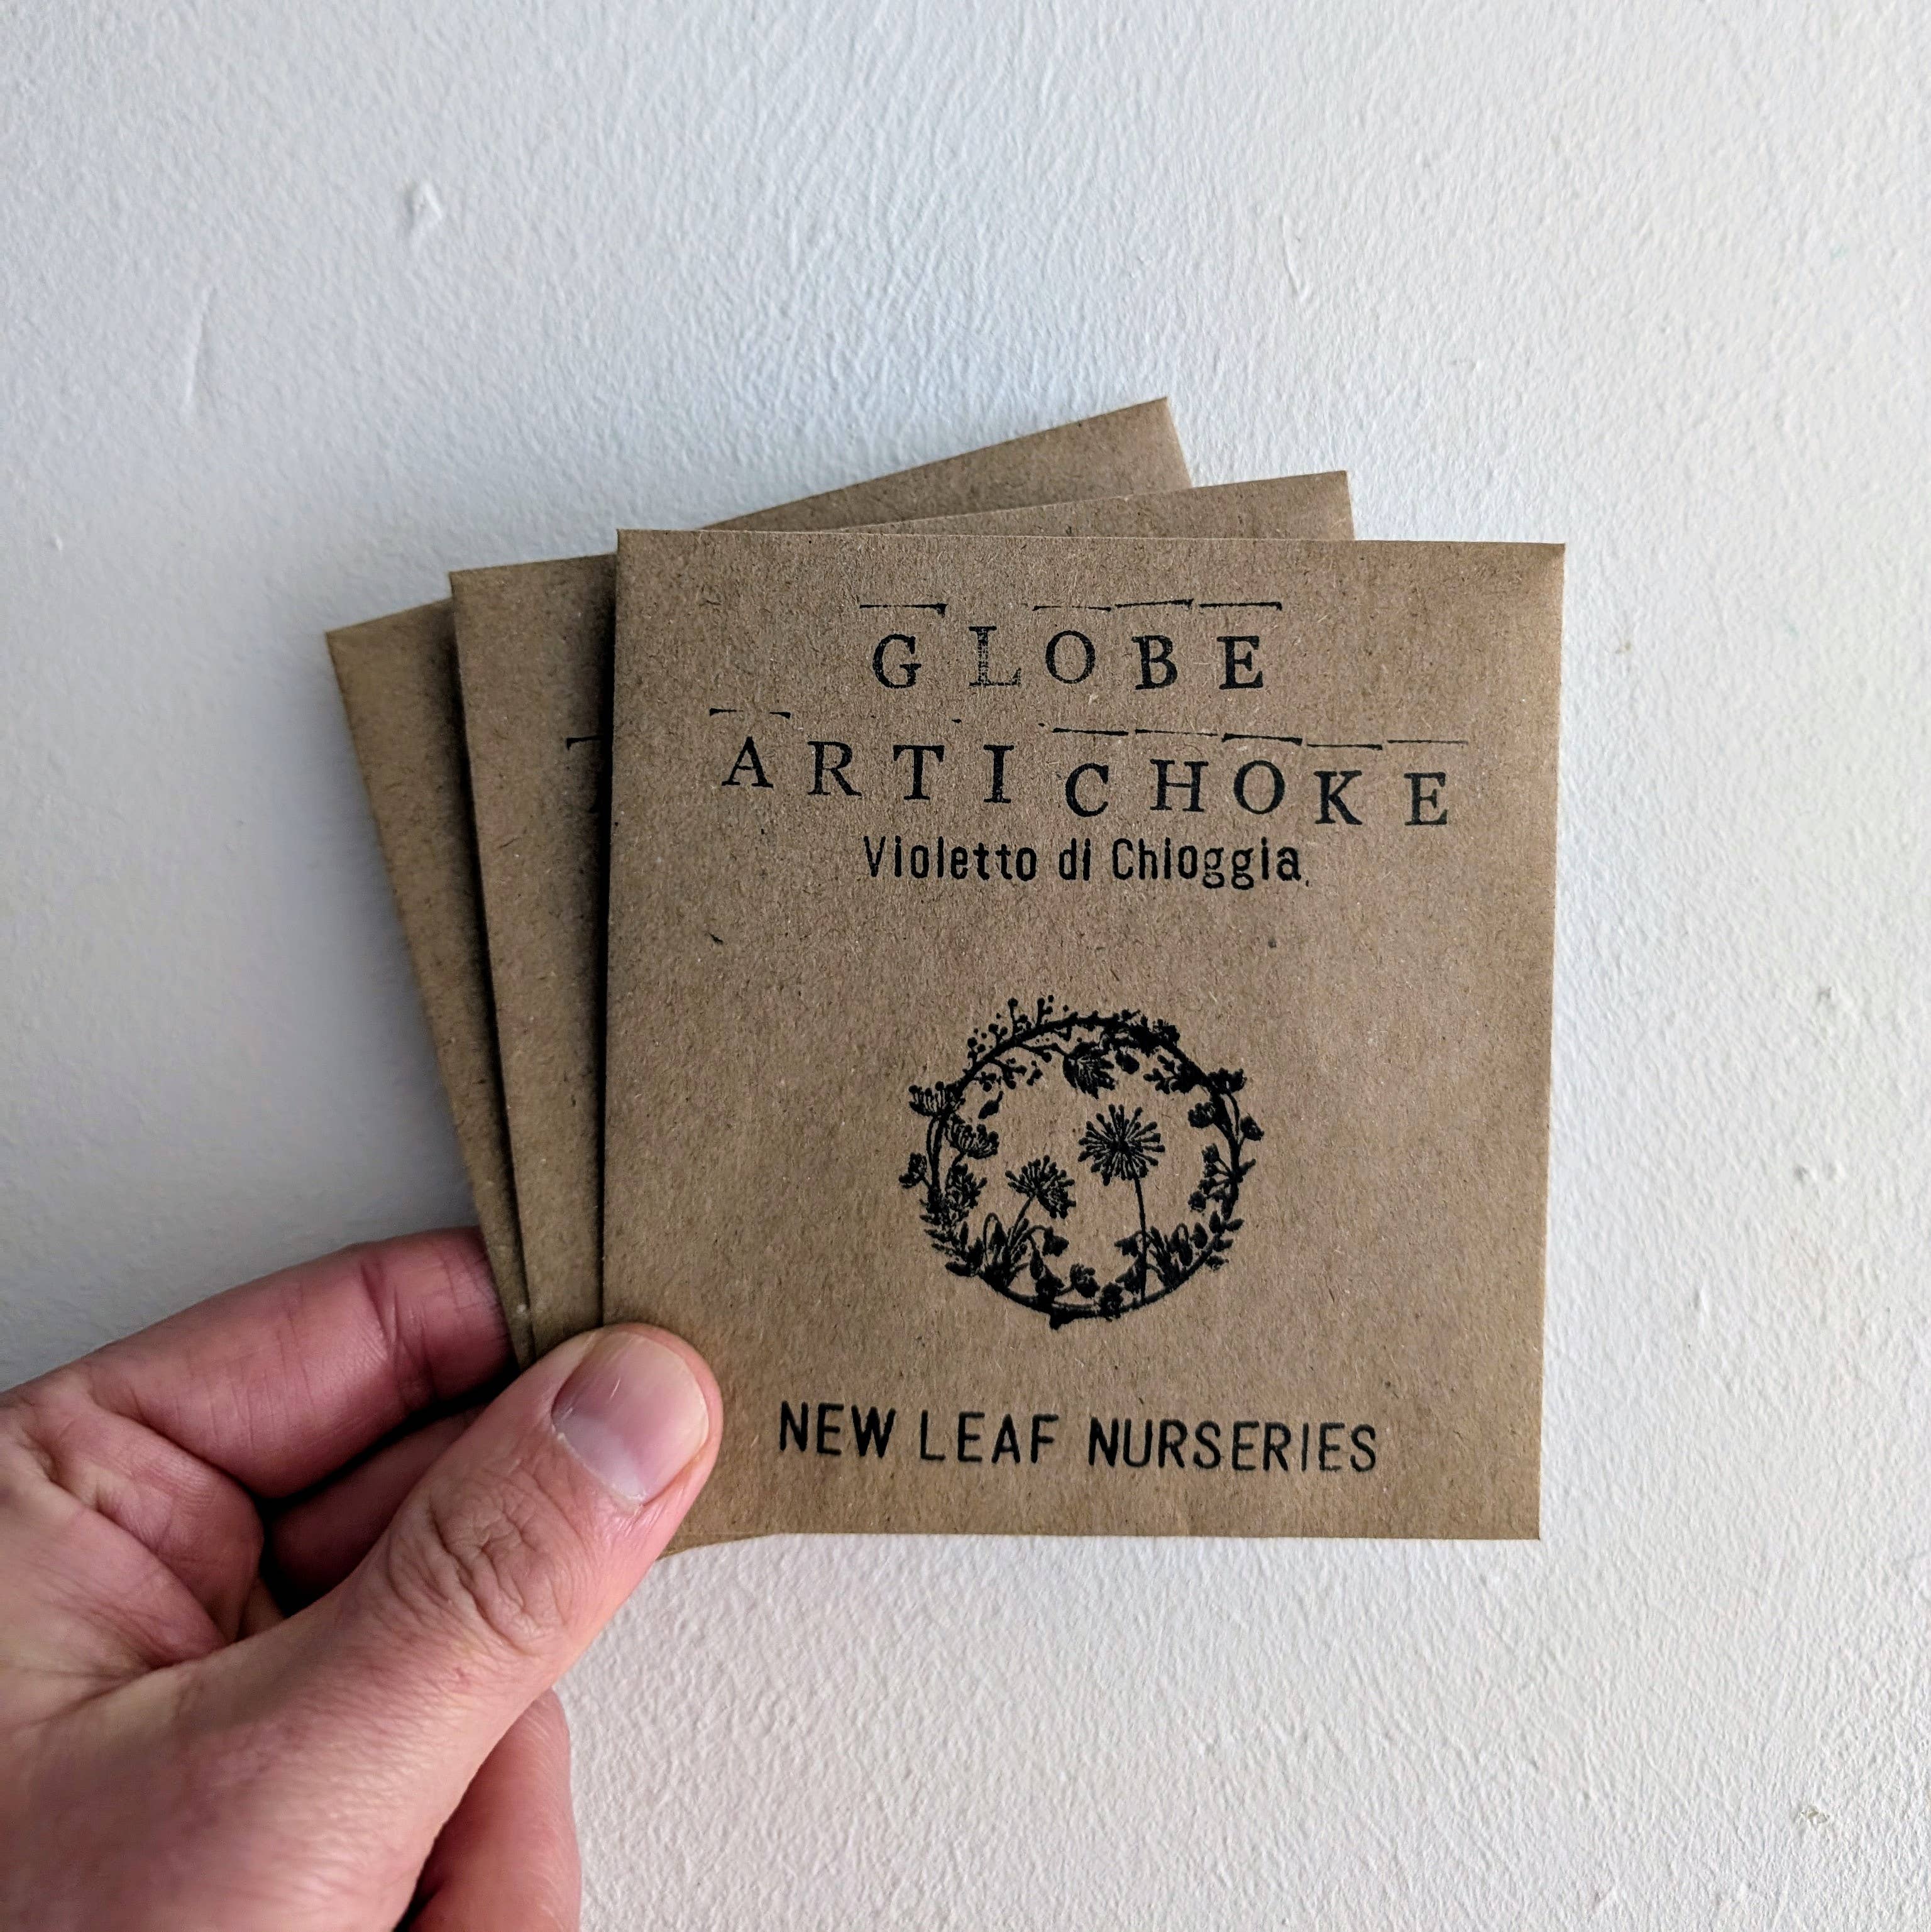 GLOBE
ARTICHOKE
Violetto di Chioggia
NEW LEAF NURSERIES